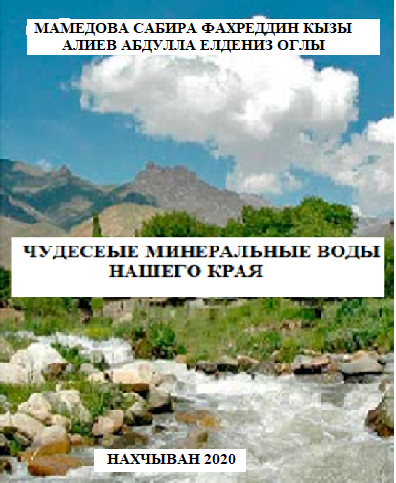 МАМЕДОВА САБИРА ФАХРЕДДИН КЫЗЫ
АЛИЕВ АБДУЛЛА ЕЛДЕНИЗ ОГЛЫ
ЧУДЕСЕЫЕ МИНЕРАЛЬНЫЕ ВОДЫ
НАШЕГО КРАЯ
НАХЧЫВАН 2020